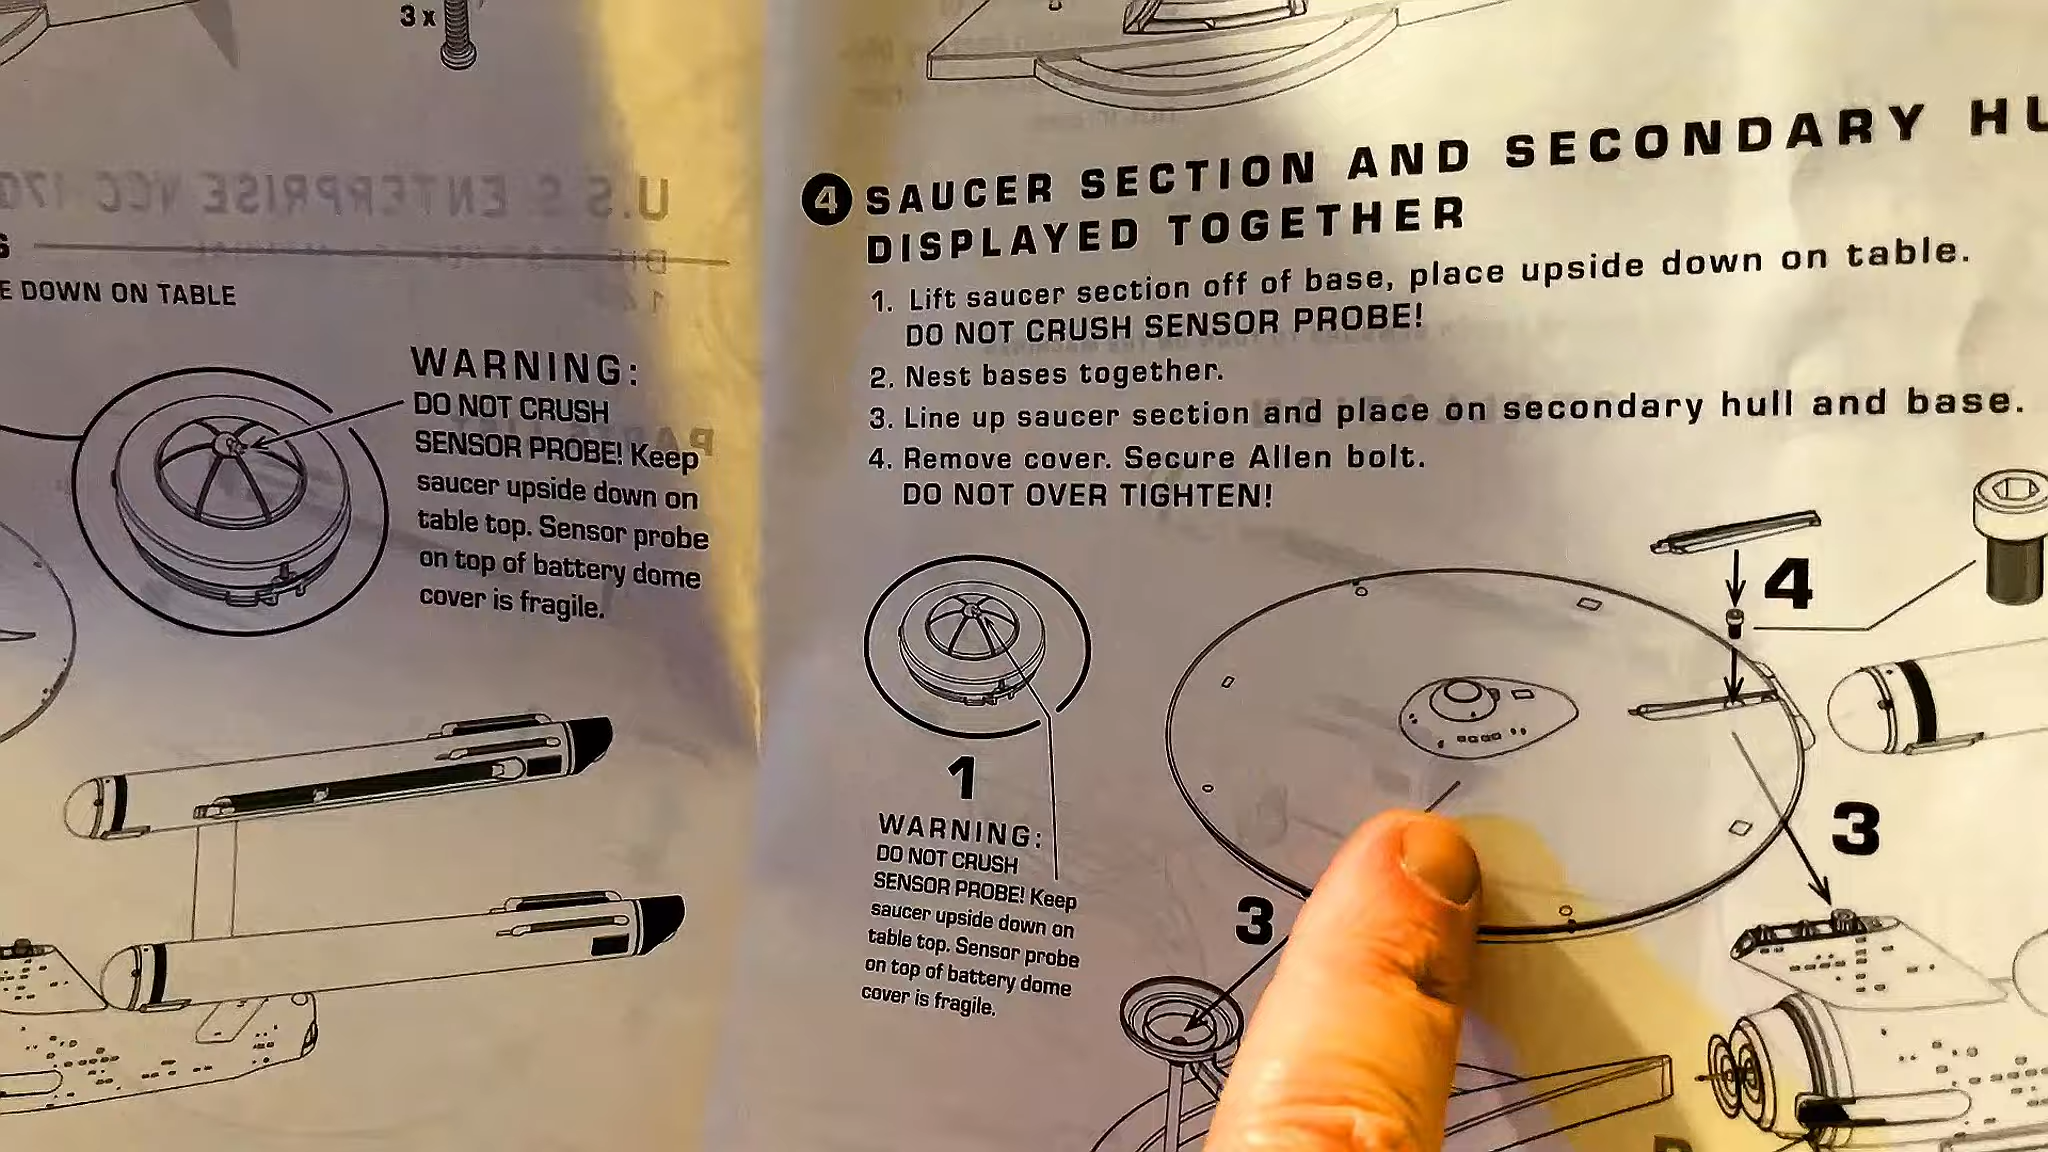 3 x
U.S.S ENTERPRISE NCC 170
S
E DOWN ON TABLE
WARNING:
DO NOT CRUSH
SENSOR PROBE! Keep
saucer upside down on
table top. Sensor probe
on top of battery dome
cover is fragile.
4 SAUCER SECTION AND SECONDARY HU
DISPLAYED TOGETHER
1. Lift saucer section off of base, place upside down on table.
DO NOT CRUSH SENSOR PROBE!
2. Nest bases together.
3. Line up saucer section and place on secondary hull and base.
4. Remove cover. Secure Allen bolt.
DO NOT OVER TIGHTEN!
4
1
WARNING:
DO NOT CRUSH
SENSOR PROBE! Keep
saucer upside down on
table top. Sensor probe
on top of battery dome
cover is fragile.
3
3